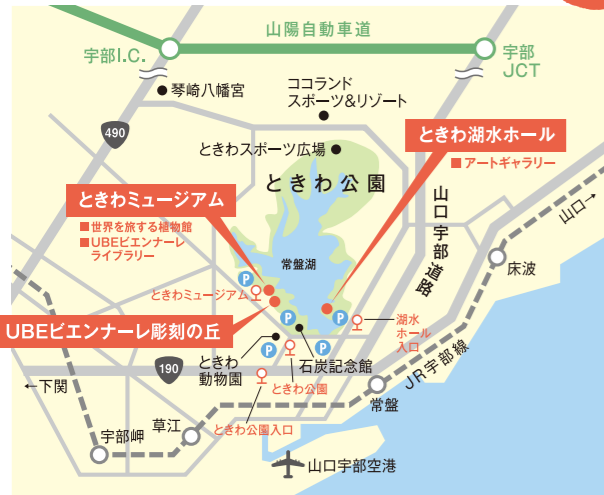 山陽自動車道
宇部I.C.
宇部
JCT
琴崎八幡宮
ココランド
スポーツ&リゾート
490
ときわスポーツ広場
ときわ湖水ホール
アートギャラリー
ときわ公園
ときわミュージアム
世界を旅する植物館
UBEビエンナーレ
ライブラリー
山口宇部道路
山口→
床波
常盤湖
P
ときわミュージアム
P
UBEビエンナーレ彫刻の丘
P
P
湖水
ホール
入口
ときわ
動物園
P
石炭記念館
190
ときわ公園
JR宇部線
←下関
常盤
草江
ときわ公園入口
宇部岬
山口宇部空港